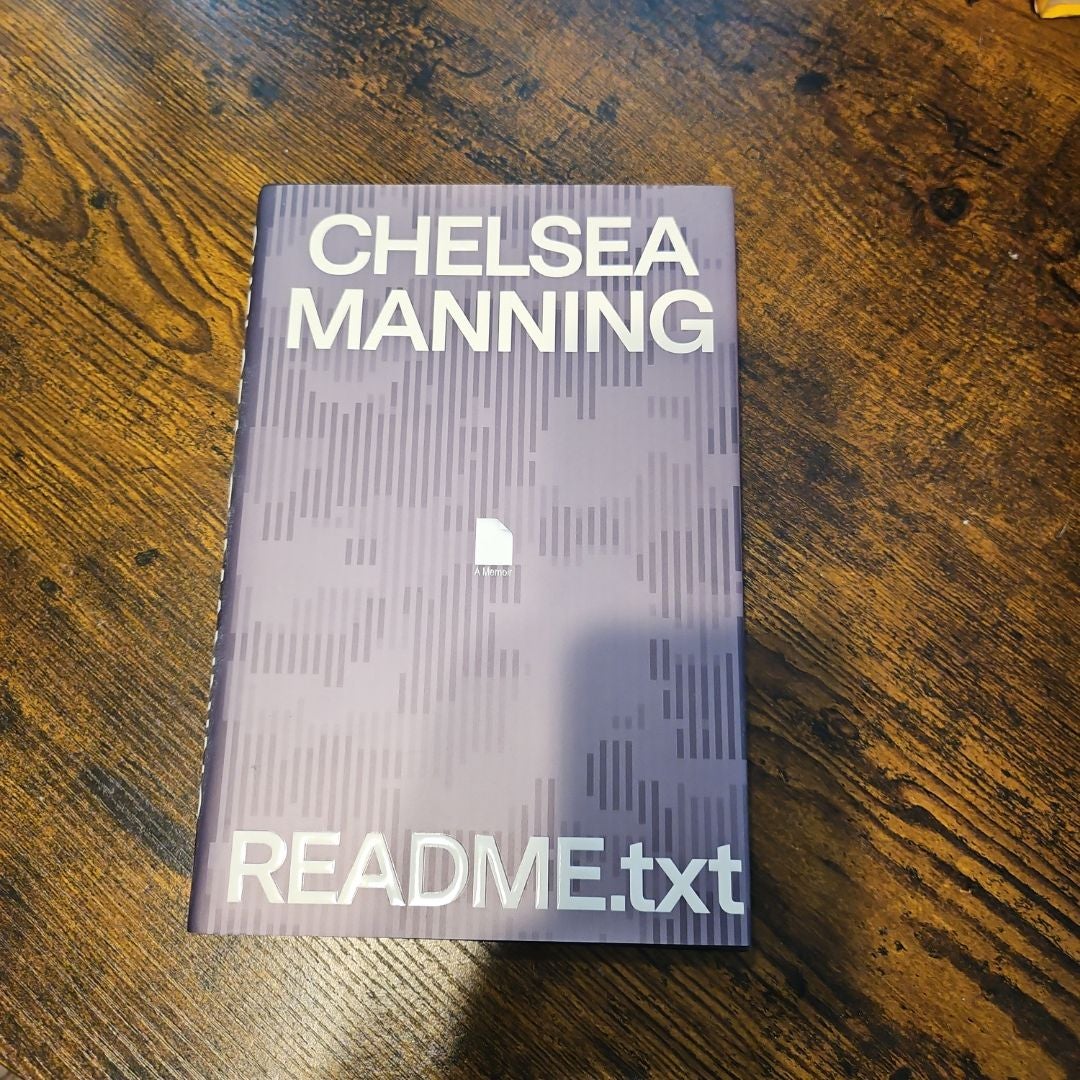 CHELSEA
MANNING
A Memoir
README.txt